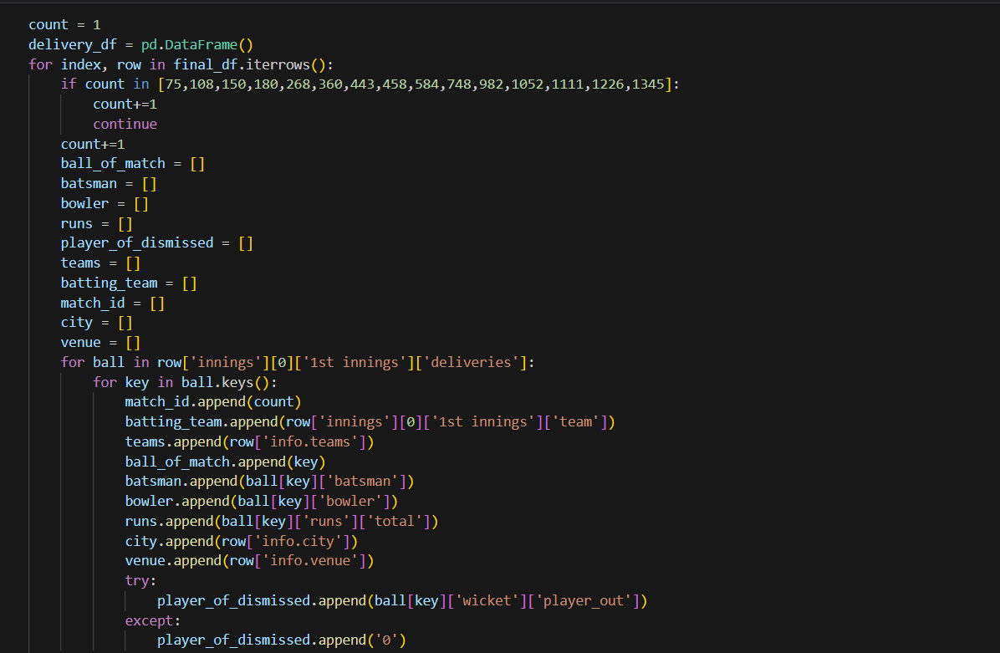 count = 1
delivery_df = pd.DataFrame()
for index, row in final_df.iterrows():
    if count in [75,108,150,180,268,360,443,458,584,748,982,1052,1111,1226,1345]:
        count+=1
        continue
    count+=1
    ball_of_match = []
    batsman = []
    bowler = []
    runs = []
    player_of_dismissed = []
    teams = []
    batting_team = []
    match_id = []
    city = []
    venue = []
    for ball in row['innings'][0]['1st innings']['deliveries']:
        for key in ball.keys():
            match_id.append(count)
            batting_team.append(row['innings'][0]['1st innings']['team'])
            teams.append(row['info.teams'])
            ball_of_match.append(key)
            batsman.append(ball[key]['batsman'])
            bowler.append(ball[key]['bowler'])
            runs.append(ball[key]['runs']['total'])
            city.append(row['info.city'])
            venue.append(row['info.venue'])
            try:
                player_of_dismissed.append(ball[key]['wicket']['player_out'])
            except:
                player_of_dismissed.append('0')